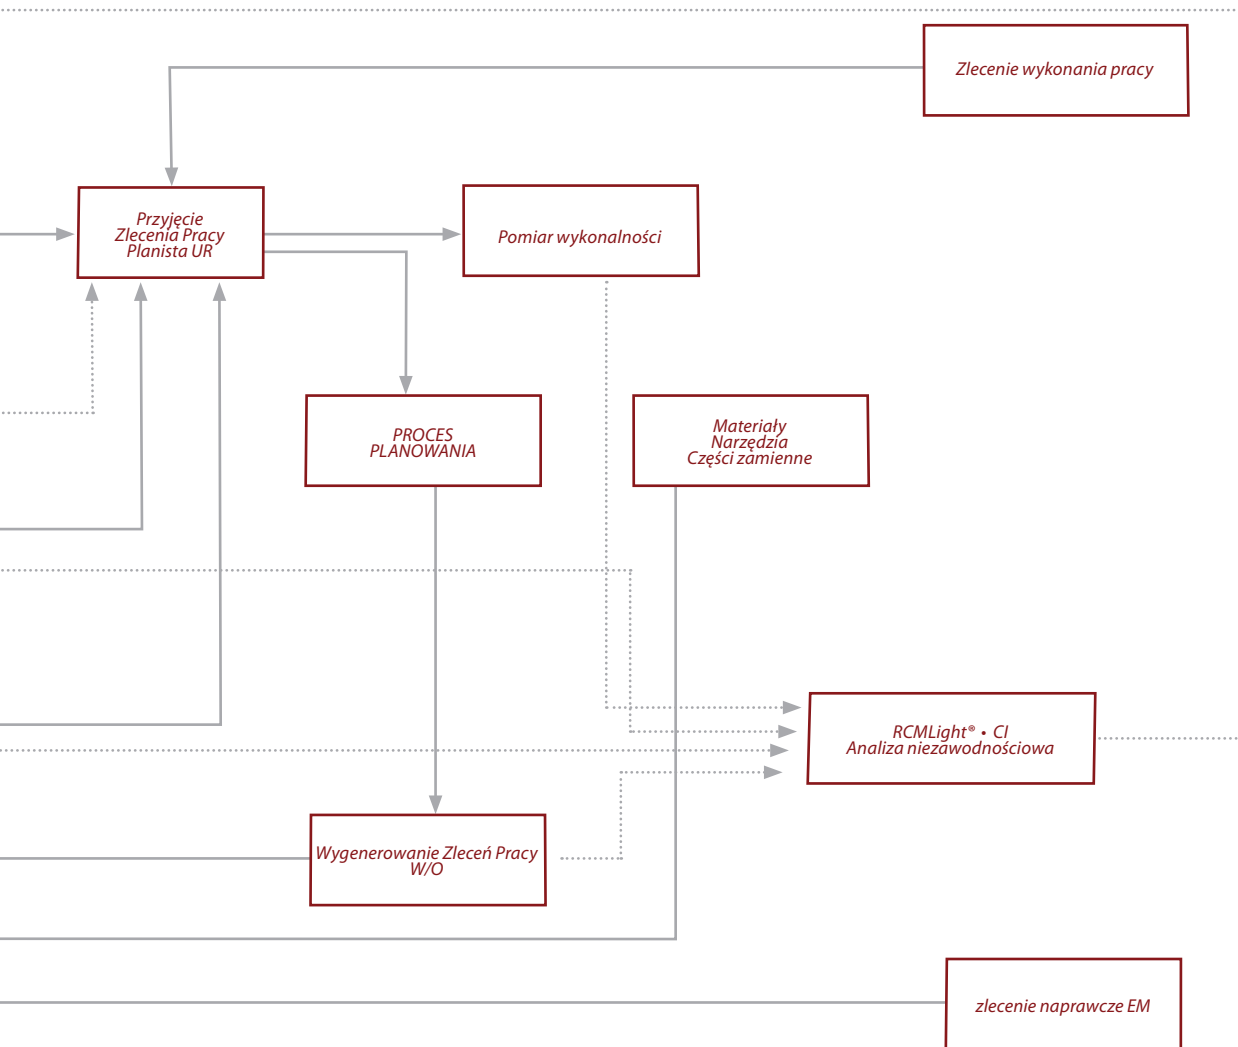 Zlecenie wykonania pracy
Przyjęcie
Zlecenia Pracy
Planista UR
Pomiar wykonalności
PROCES
PLANOWANIA
Materiały
Narzędzia
Części zamienne
RCMLight® • CI
Analiza niezawodnościowa
Wygenerowanie Zleceń Pracy
W/O
zlecenie naprawcze EM